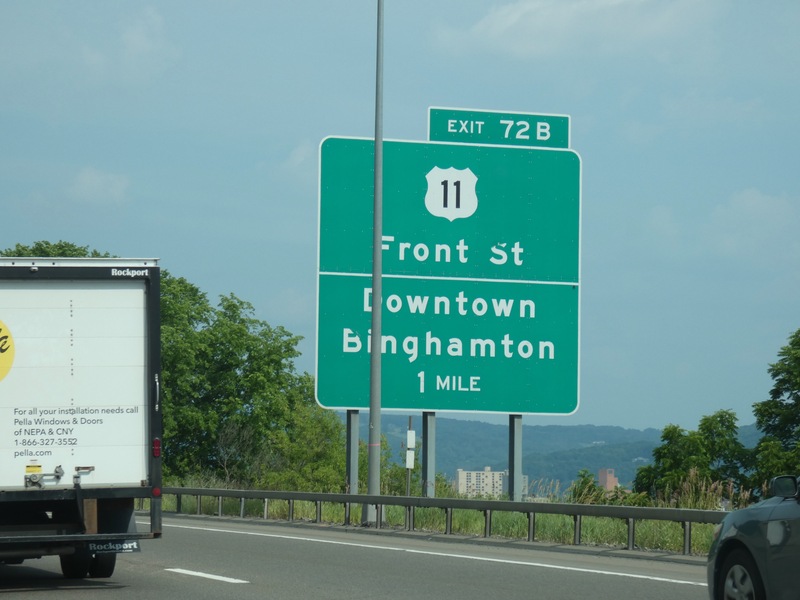 EXIT 72B
11
Front St
Downtown
Binghamton
1 MILE
Rockport
For all your installation needs call
Pella Windows & Doors
of NEPA & CNY
1-866-327-3552
pella.com
Rockport